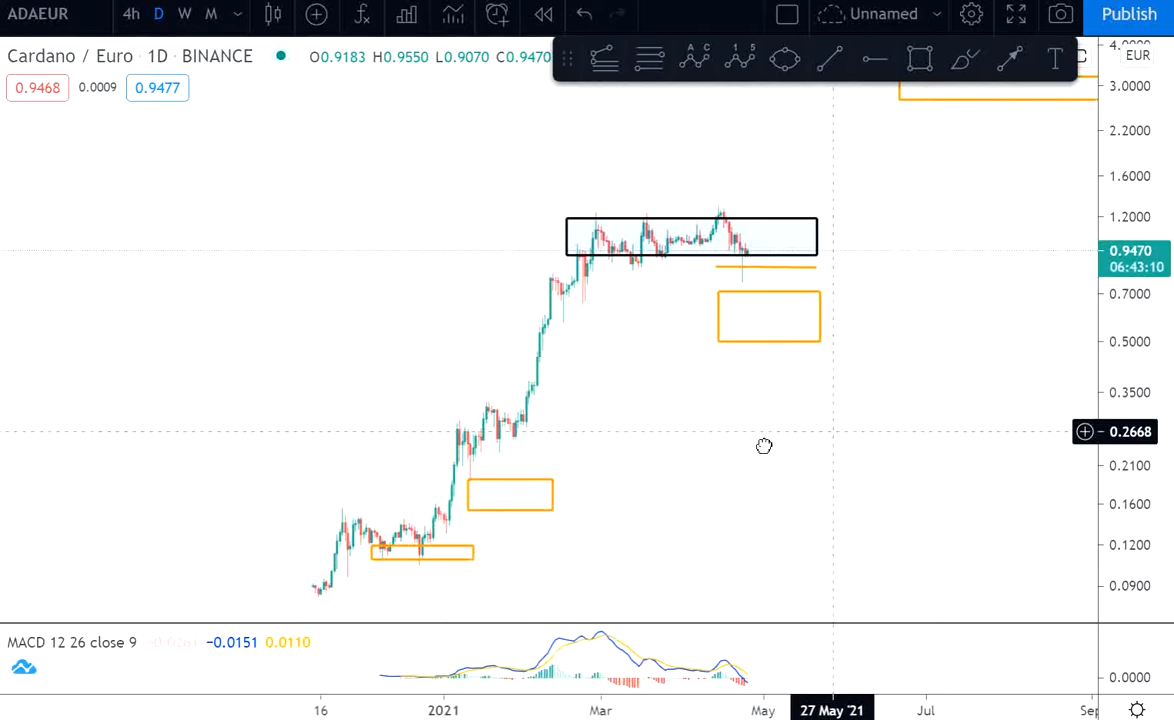 ADAEUR 4h D W M Unnamed Publish
Cardano / Euro · 1D · BINANCE O0.9183 H0.9550 L0.9070 C0.9470
EUR
0.9468 0.0009 0.9477
A C 1 5 T
3.0000
2.2000
1.6000
1.2000
0.9470
06:43:10
0.7000
0.5000
0.3500
0.2668
0.2100
0.1600
0.1200
0.0900
MACD 12 26 close 9 −0.0151 0.0110
0.0000
16 2021 Mar May 27 May '21 Jul